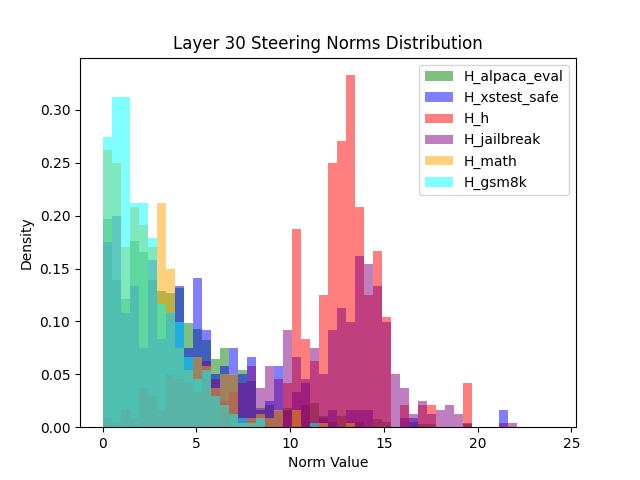 Layer 30 Steering Norms Distribution
H_alpaca_eval
H_xstest_safe
H_h
H_jailbreak
H_math
H_gsm8k
Density
0.30
0.25
0.20
0.15
0.10
0.05
0.00
0 5 10 15 20 25
Norm Value